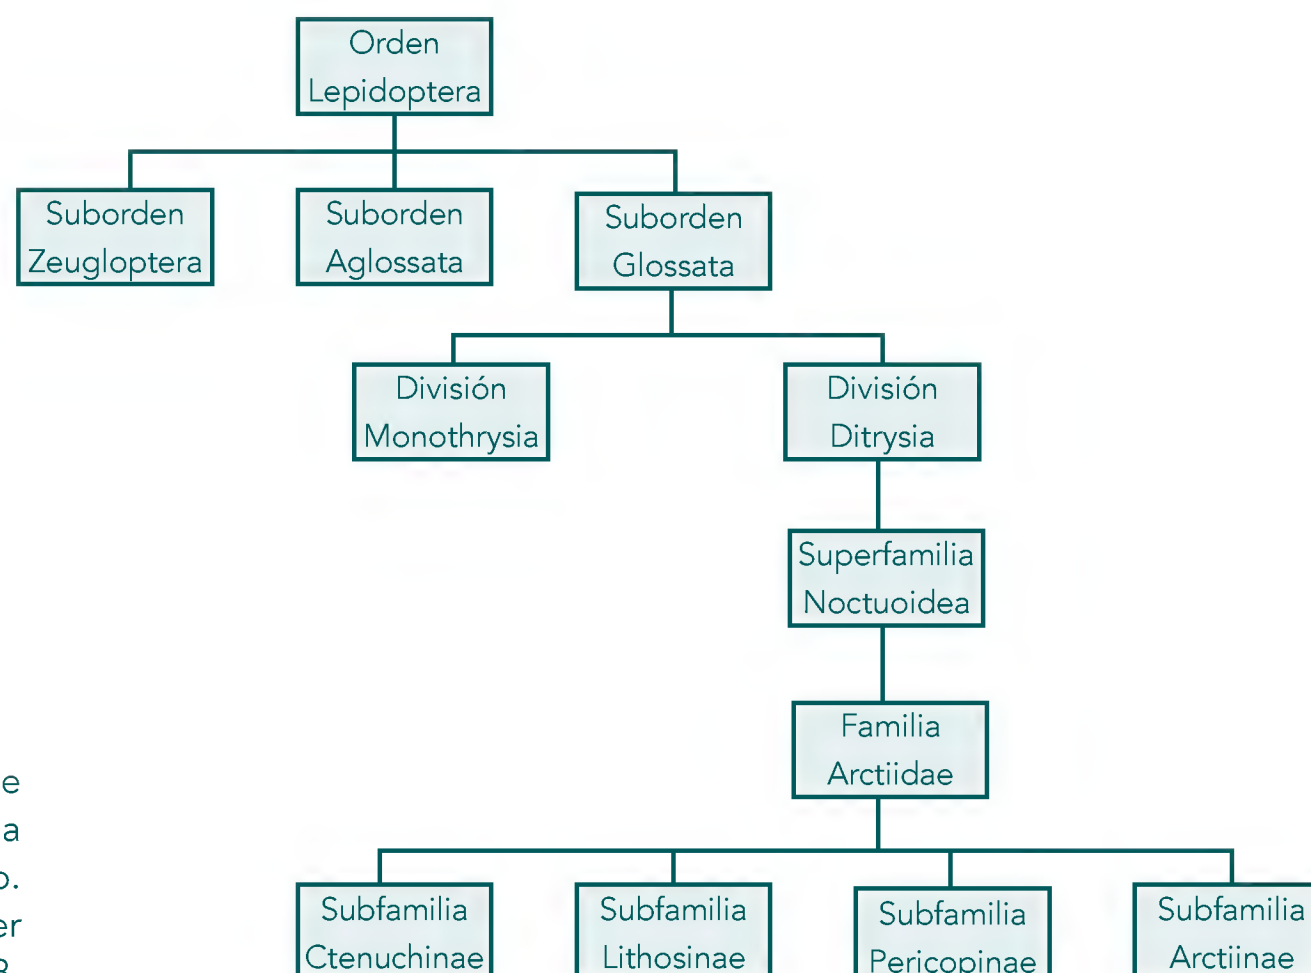 Orden
Lepidoptera
Suborden
Zeugloptera
Suborden
Aglossata
Suborden
Glossata
División
Monothrysia
División
Ditrysia
Superfamilia
Noctuoidea
Familia
Arctiidae
e
a
o.
er
Subfamilia
Ctenuchinae
Subfamilia
Lithosinae
Subfamilia
Pericopinae
Subfamilia
Arctiinae